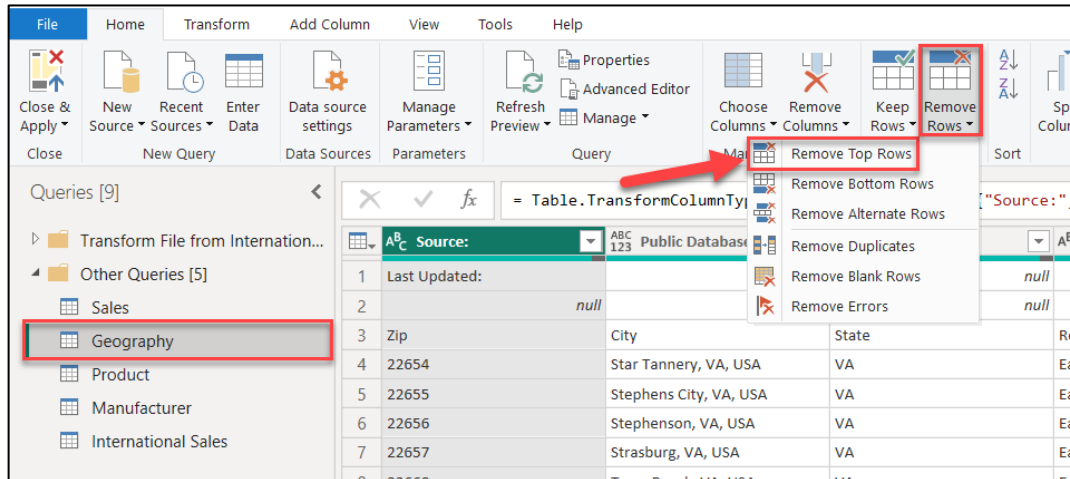 File Home Transform Add Column View Tools Help
Close & Apply
New Source
Recent Sources
Enter Data
Data source settings
Manage Parameters
Refresh Preview
Properties
Advanced Editor
Manage
Choose Columns
Remove Columns
Keep Rows
Remove Rows
Close New Query Data Sources Parameters Query Sort
Remove Top Rows
Remove Bottom Rows
Remove Alternate Rows
Remove Duplicates
Remove Blank Rows
Remove Errors
Queries [9]
fx = Table.TransformColumnTyp "Source:"
Transform File from Internation...
Other Queries [5]
Sales
Geography
Product
Manufacturer
International Sales
ABC Source: ABC 123 Public Database
1 Last Updated: null
2 null null
3 Zip City State
4 22654 Star Tannery, VA, USA VA
5 22655 Stephens City, VA, USA VA
6 22656 Stephenson, VA, USA VA
7 22657 Strasburg, VA, USA VA